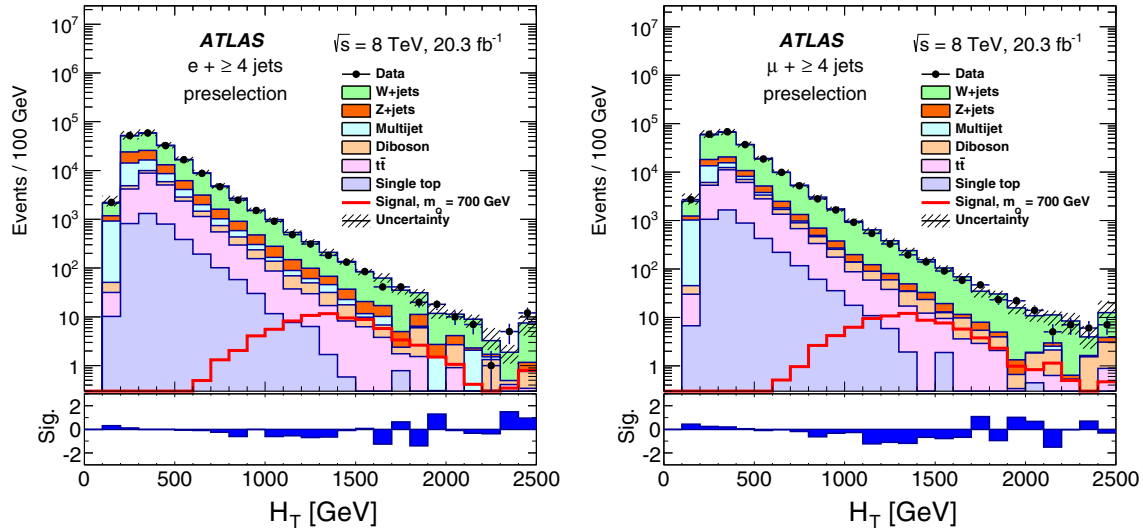 ATLAS
e + ≥ 4 jets
preselection
√s = 8 TeV, 20.3 fb⁻¹
Data
W+jets
Z+jets
Multijet
Diboson
tt̄
Single top
Signal, m_Q = 700 GeV
Uncertainty
Events / 100 GeV
10⁷
10⁶
10⁵
10⁴
10³
10²
10
1
Sig.
2
0
-2
0 500 1000 1500 2000 2500
H_T [GeV]
ATLAS
μ + ≥ 4 jets
preselection
√s = 8 TeV, 20.3 fb⁻¹
Data
W+jets
Z+jets
Multijet
Diboson
tt̄
Single top
Signal, m_Q = 700 GeV
Uncertainty
Events / 100 GeV
10⁷
10⁶
10⁵
10⁴
10³
10²
10
1
Sig.
2
0
-2
0 500 1000 1500 2000 2500
H_T [GeV]